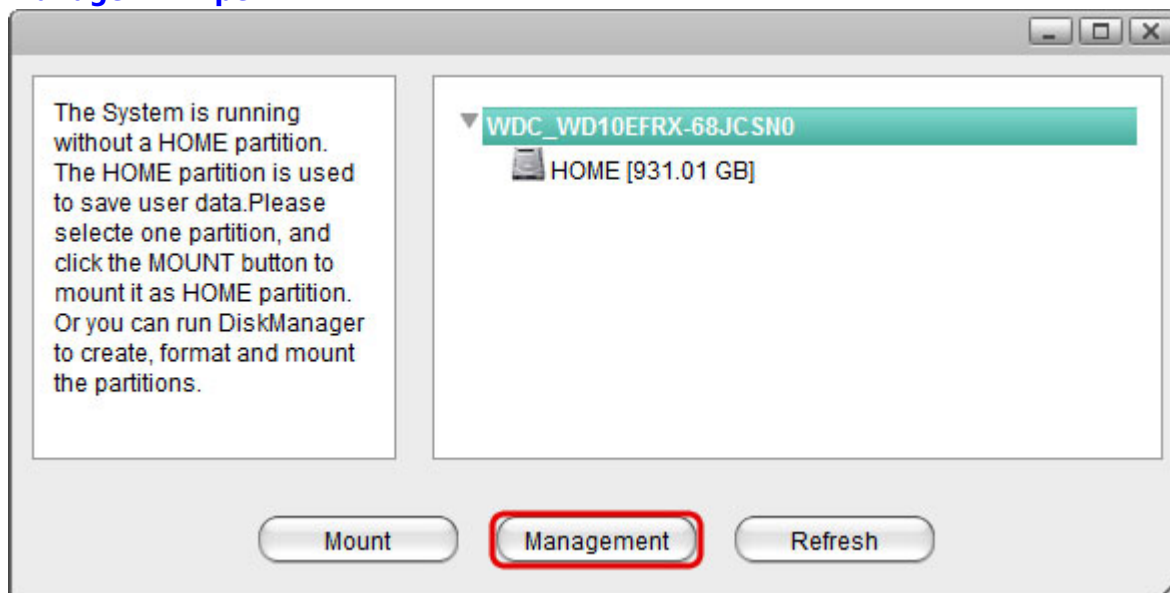 The System is running
without a HOME partition.
The HOME partition is used
to save user data.Please
selecte one partition, and
click the MOUNT button to
mount it as HOME partition.
Or you can run DiskManager
to create, format and mount
the partitions.
WDC_WD10EFRX-68JCSN0
HOME [931.01 GB]
Mount Management Refresh